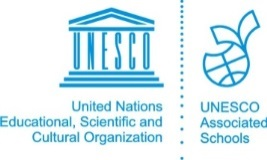 UNESCO
United Nations
Educational, Scientific and
Cultural Organization
UNESCO
Associated
Schools